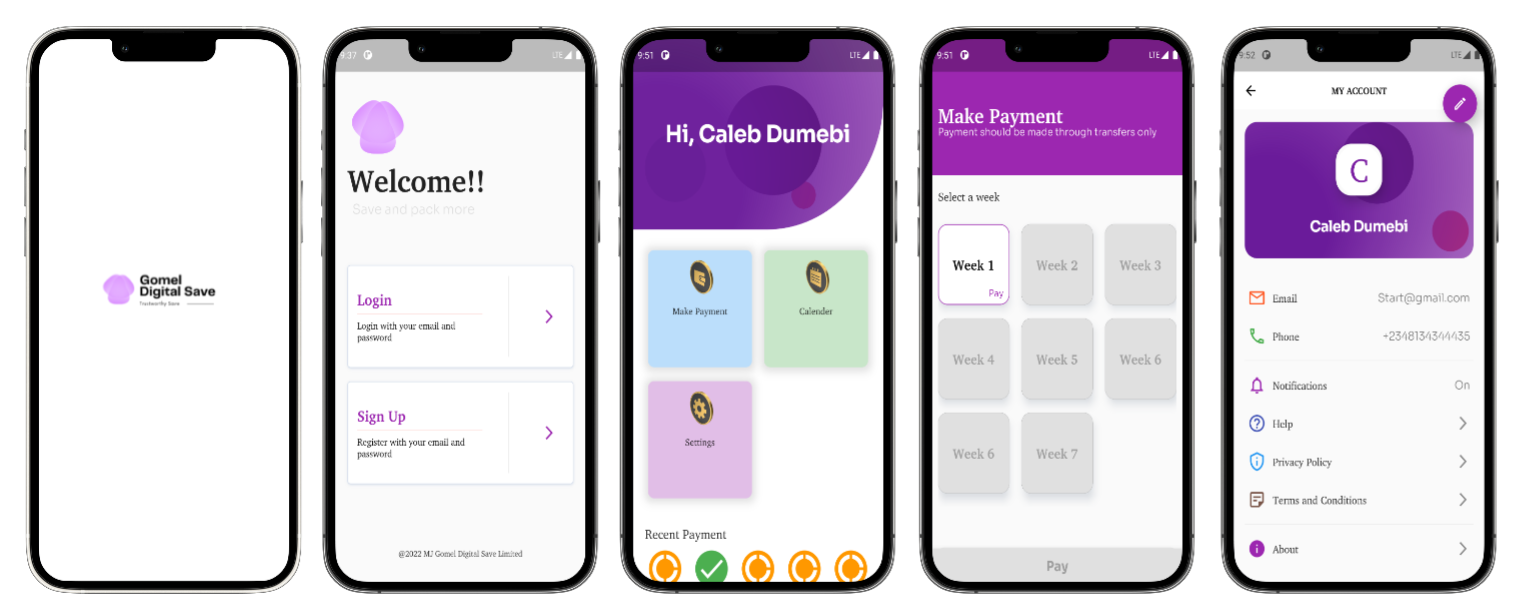 Gomel
Digital Save
Trustworthy Save
9:37
LTE
Welcome!!
Save and pack more
Login
Login with your email and
password
Sign Up
Register with your email and
password
@2022 MJ Gomel Digital Save Limited
9:51
LTE
Hi, Caleb Dumebi
Make Payment
Calender
Settings
Recent Payment
9:51
LTE
Make Payment
Payment should be made through transfers only
Select a week
Week 1
Pay
Week 2
Week 3
Week 4
Week 5
Week 6
Week 6
Week 7
Pay
9:52
LTE
MY ACCOUNT
C
Caleb Dumebi
Email
Start@gmail.com
Phone
+2348134344435
Notifications
On
Help
Privacy Policy
Terms and Conditions
About